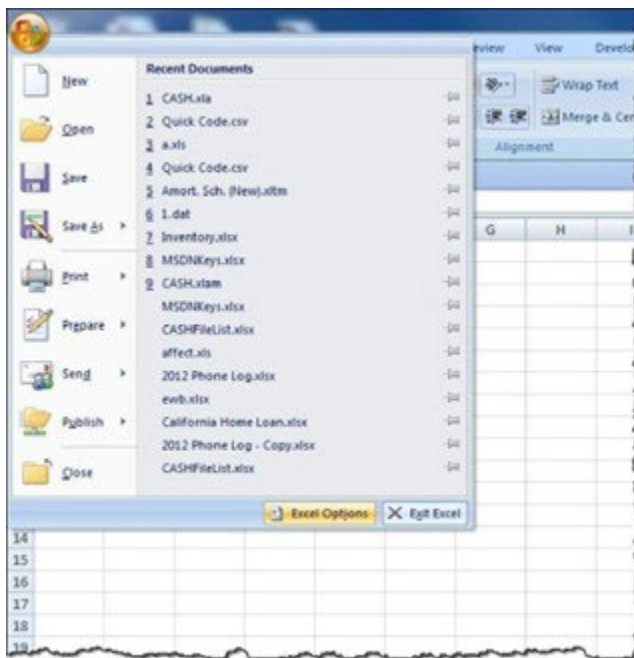 eview View Develo
New
Open
Save
Save As
Print
Prepare
Send
Publish
Close
Recent Documents
1 CASH.xla
2 Quick Code.csv
3 a.xls
4 Quick Code.csv
5 Amort. Sch. (New).xltm
6 1.dat
7 Inventory.xlsx
8 MSDNKeys.xlsx
9 CASH.xlam
MSDNKeys.xlsx
CASHFileList.xlsx
affect.xls
2012 Phone Log.xlsx
ewb.xlsx
California Home Loan.xlsx
2012 Phone Log - Copy.xlsx
CASHFileList.xlsx
Excel Options
Exit Excel
Wrap Text
Merge & Cen
Alignment
G H I
14
15
16
17
18
19